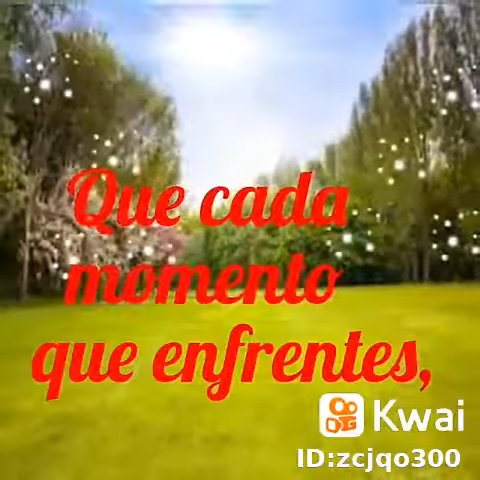 Que cada
momento
que enfrentes,
Kwai
ID:zcjqo300